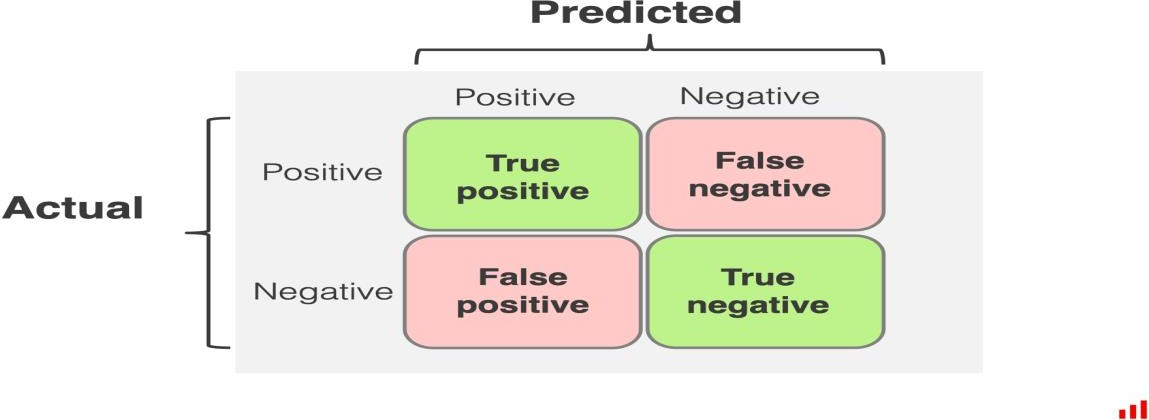 Predicted
Positive Negative
Positive
True
positive
False
negative
Actual
Negative
False
positive
True
negative